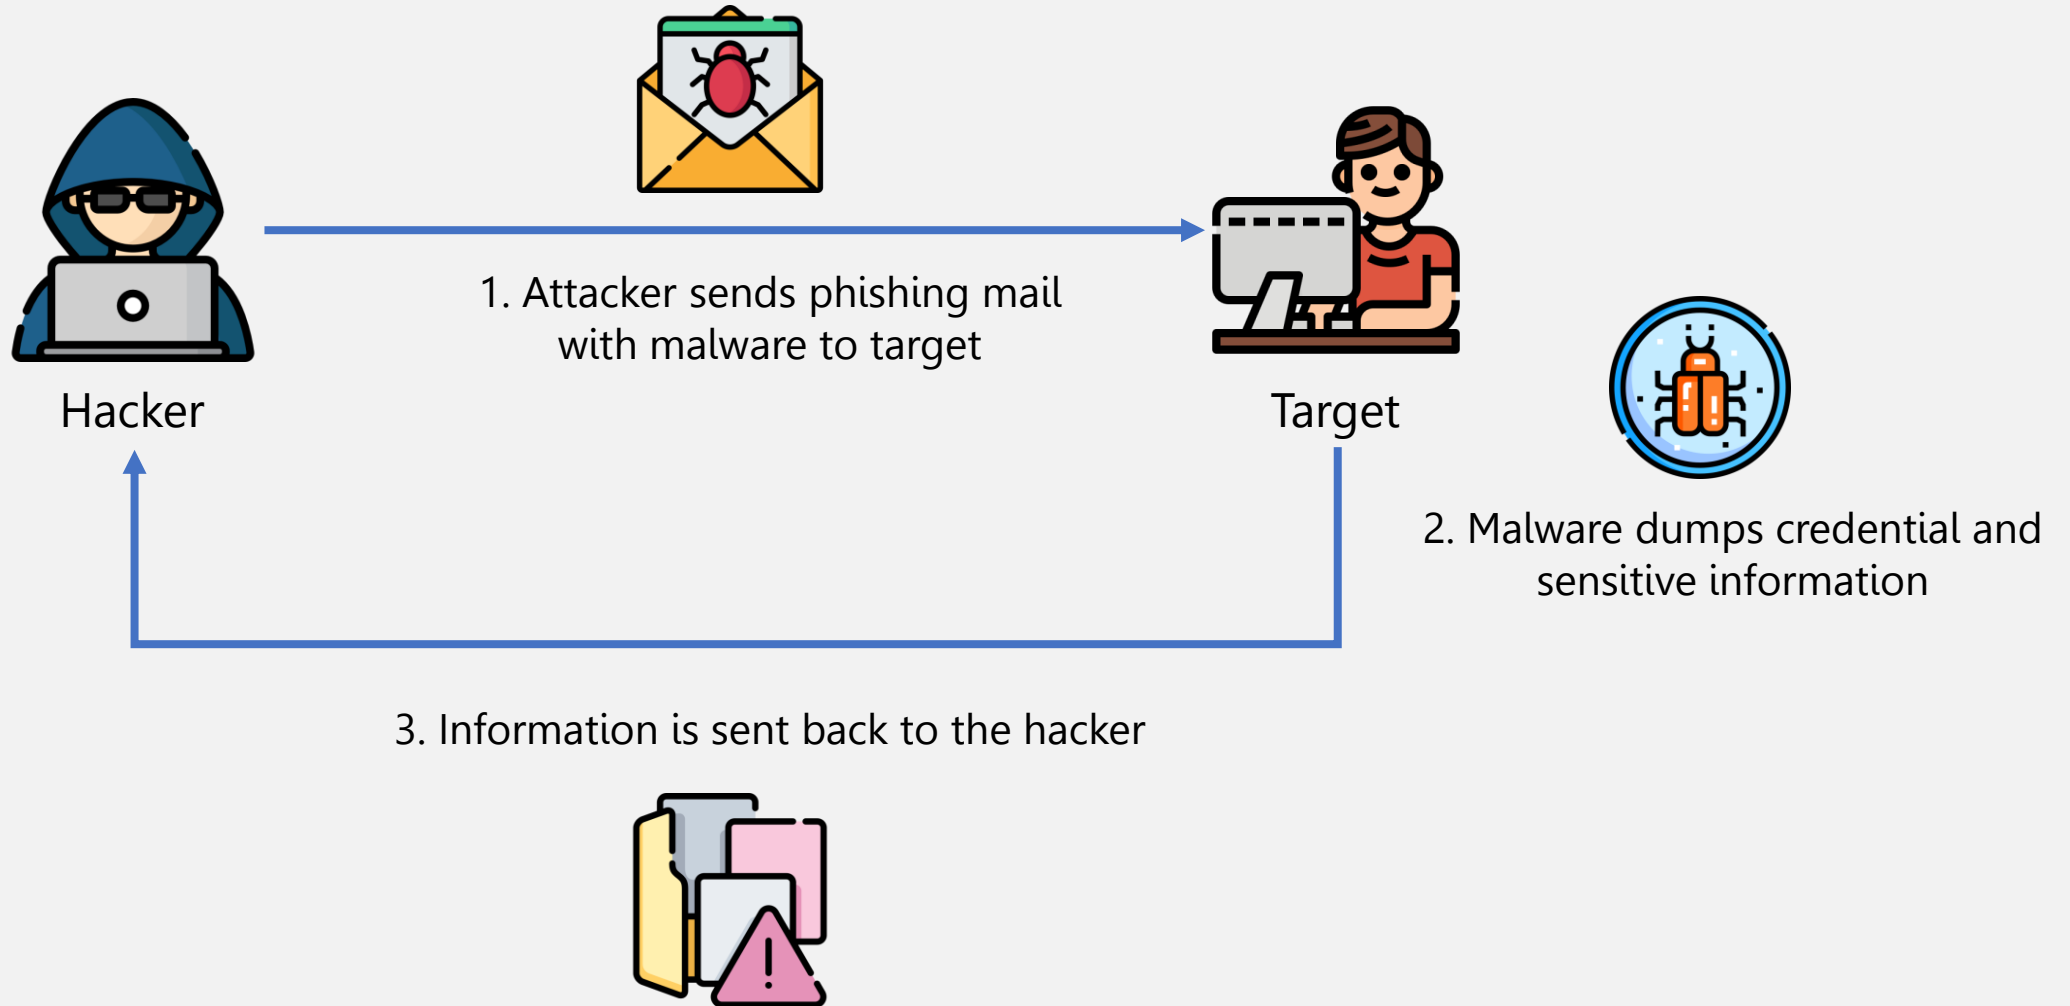 1. Attacker sends phishing mail
with malware to target
Hacker
Target
2. Malware dumps credential and
sensitive information
3. Information is sent back to the hacker